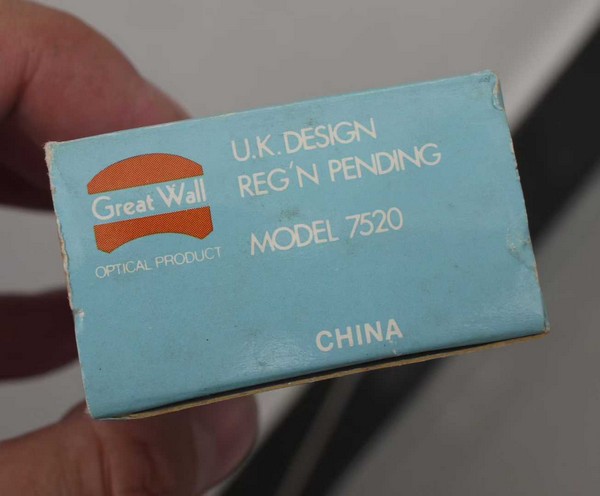 Great Wall
OPTICAL PRODUCT
U.K. DESIGN
REG'N PENDING
MODEL 7520
CHINA